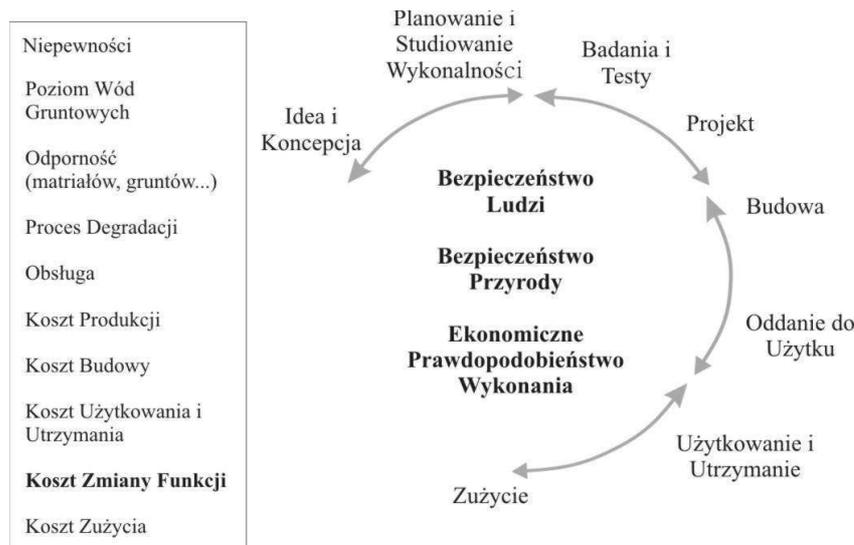 Niepewności
Poziom Wód
Gruntowych
Odporność
(matriałów, gruntów...)
Proces Degradacji
Obsługa
Koszt Produkcji
Koszt Budowy
Koszt Użytkowania i
Utrzymania
Koszt Zmiany Funkcji
Koszt Zużycia
Idea i
Koncepcja
Planowanie i
Studiowanie
Wykonalności
Badania i
Testy
Projekt
Budowa
Oddanie do
Użytku
Użytkowanie i
Utrzymanie
Zużycie
Bezpieczeństwo
Ludzi
Bezpieczeństwo
Przyrody
Ekonomiczne
Prawdopodobieństwo
Wykonania